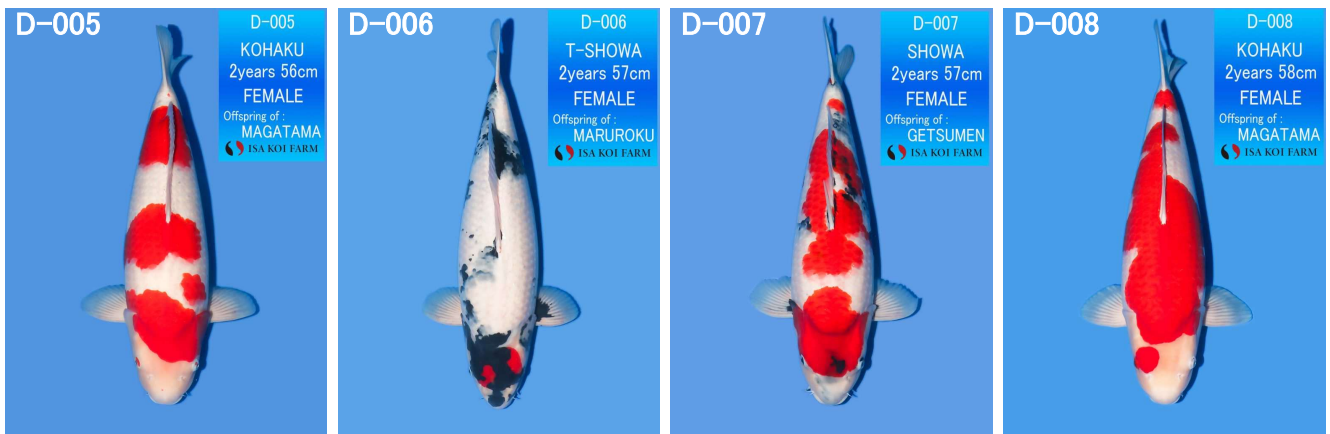 D-005
D-005
KOHAKU
2years 56cm
FEMALE
Offspring of :
MAGATAMA
ISA KOI FARM
D-006
D-006
T-SHOWA
2years 57cm
FEMALE
Offspring of :
MARUROKU
ISA KOI FARM
D-007
D-007
SHOWA
2years 57cm
FEMALE
Offspring of :
GETSUMEN
ISA KOI FARM
D-008
D-008
KOHAKU
2years 58cm
FEMALE
Offspring of :
MAGATAMA
ISA KOI FARM